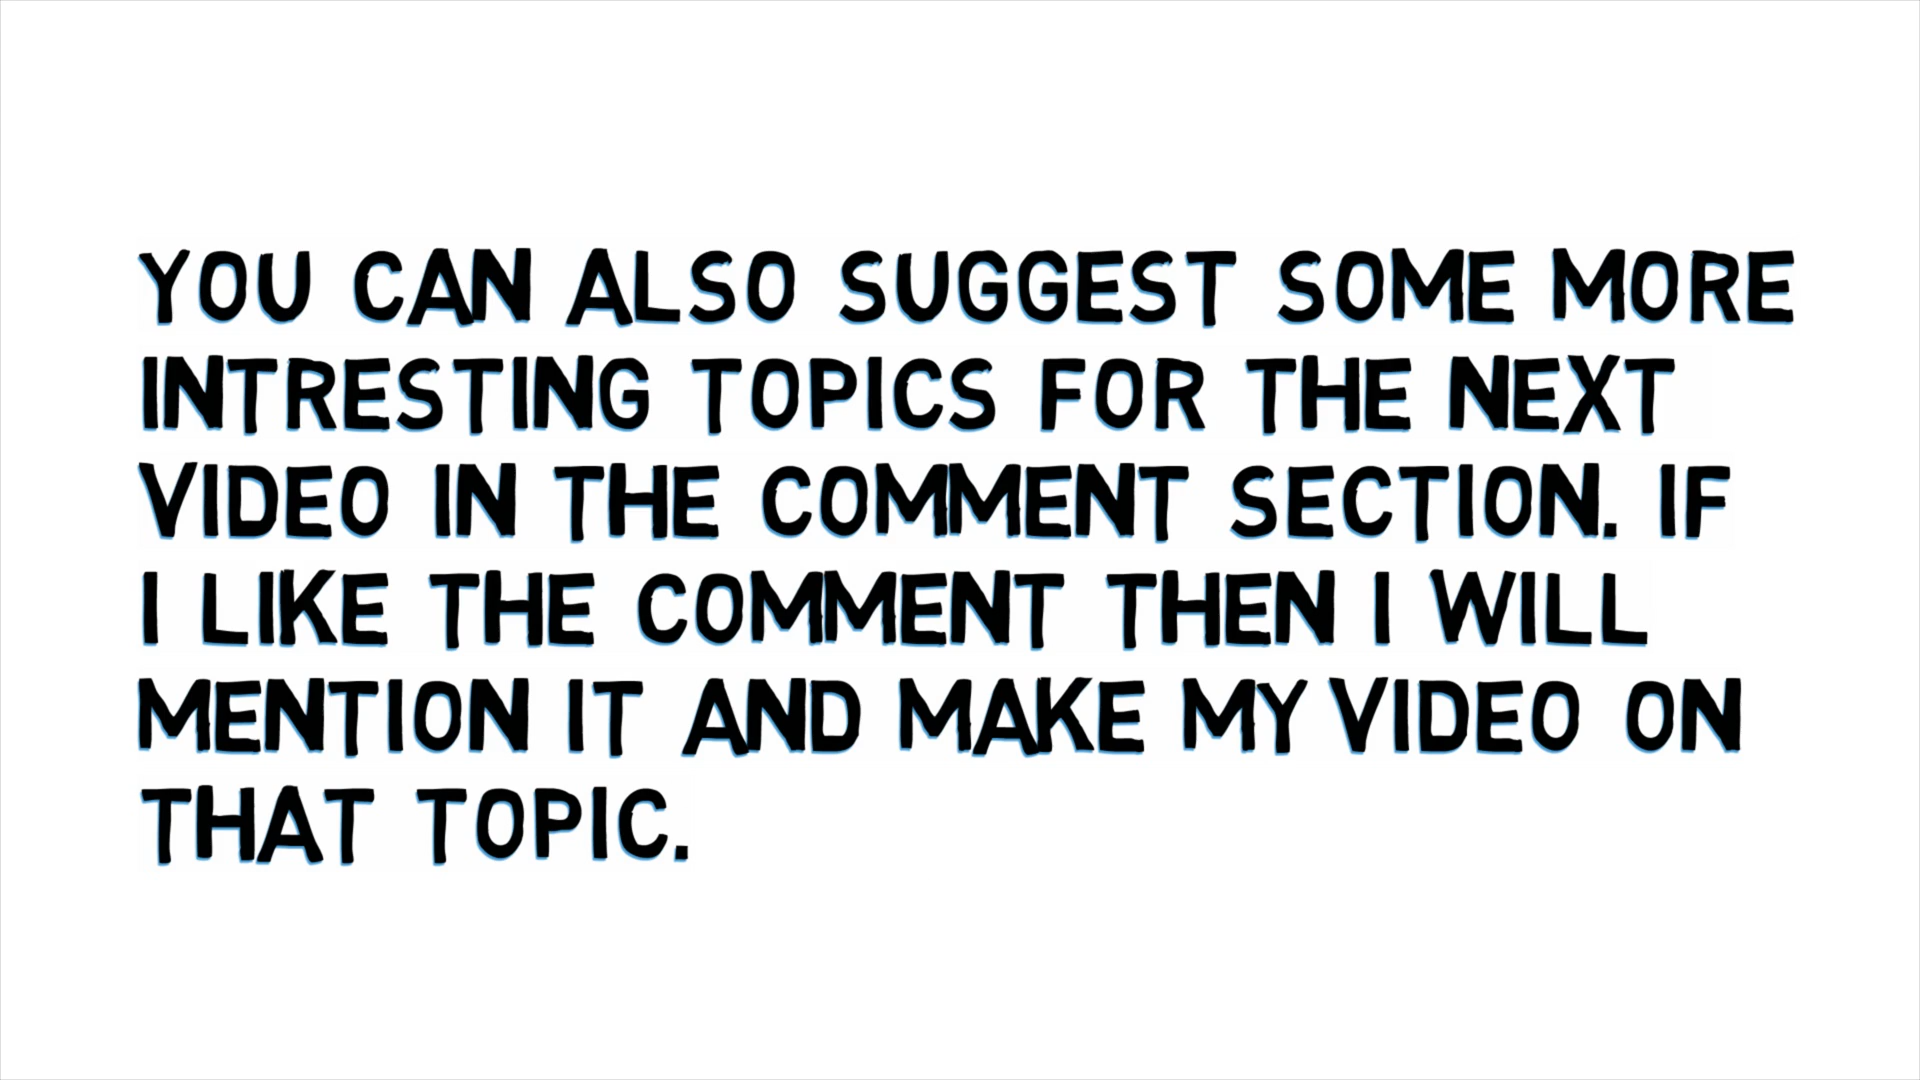 YOU CAN ALSO SUGGEST SOME MORE
INTRESTING TOPICS FOR THE NEXT
VIDEO IN THE COMMENT SECTION. IF
I LIKE THE COMMENT THEN I WILL
MENTION IT AND MAKE MY VIDEO ON
THAT TOPIC.